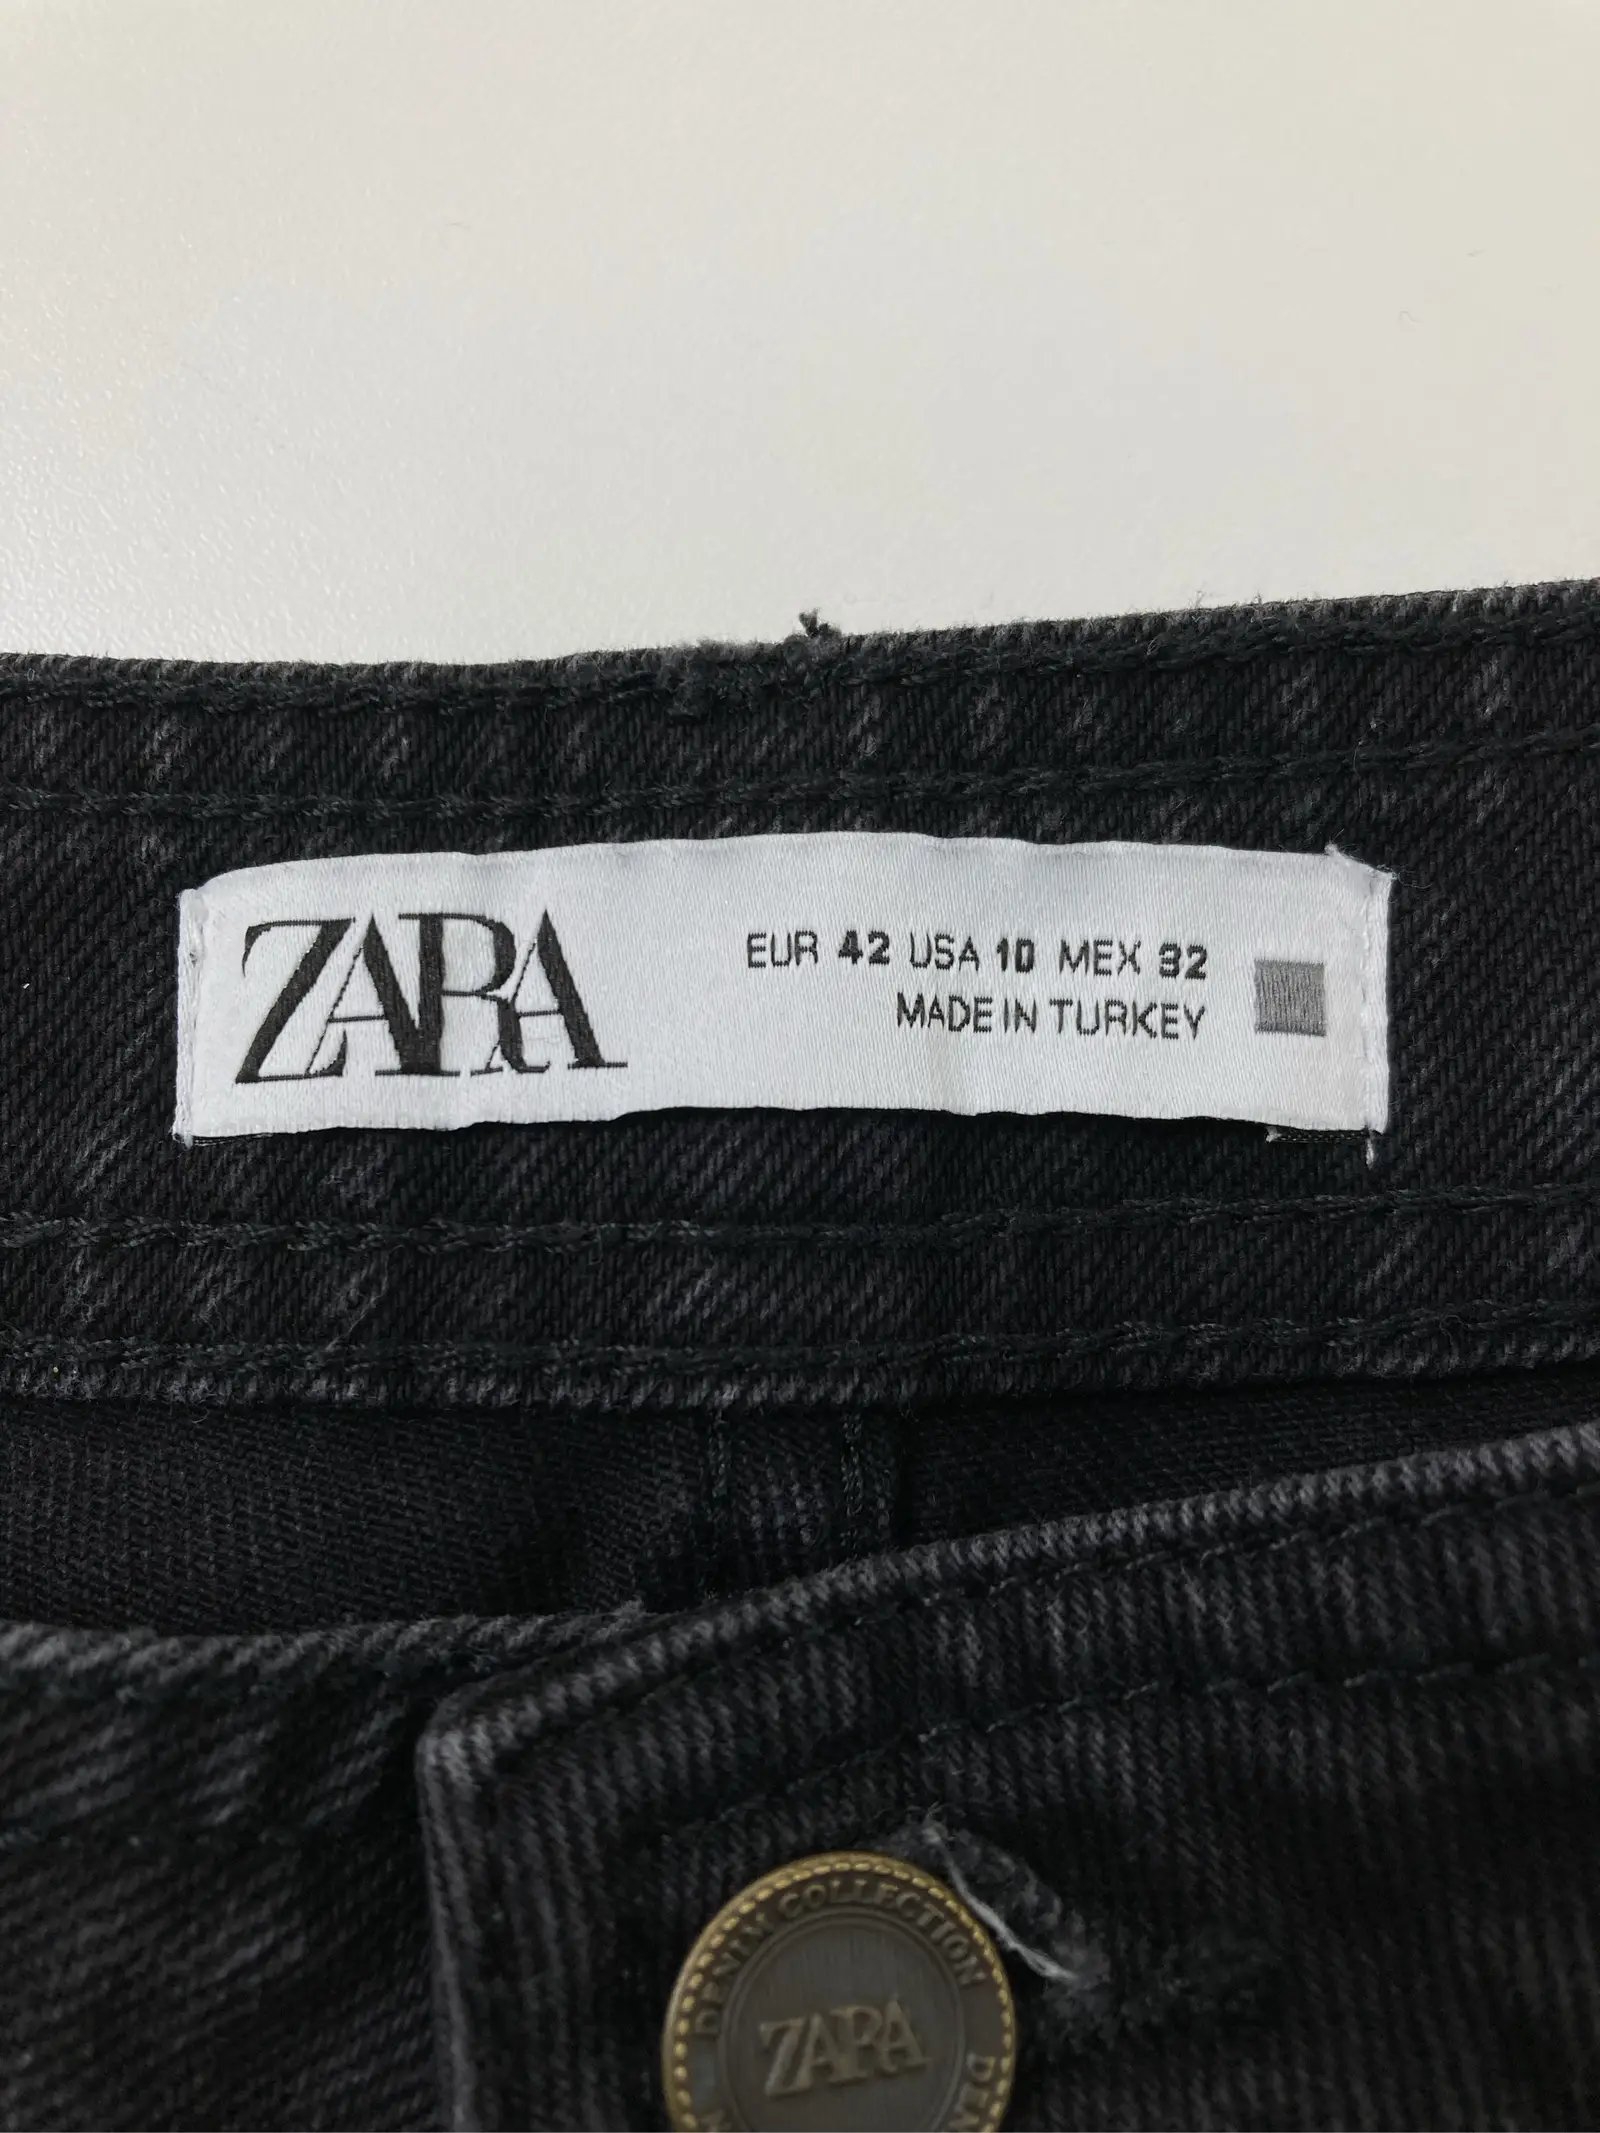 ZARA
EUR 42 USA 10 MEX 32
MADE IN TURKEY
DENIM COLLECTION
ZARA